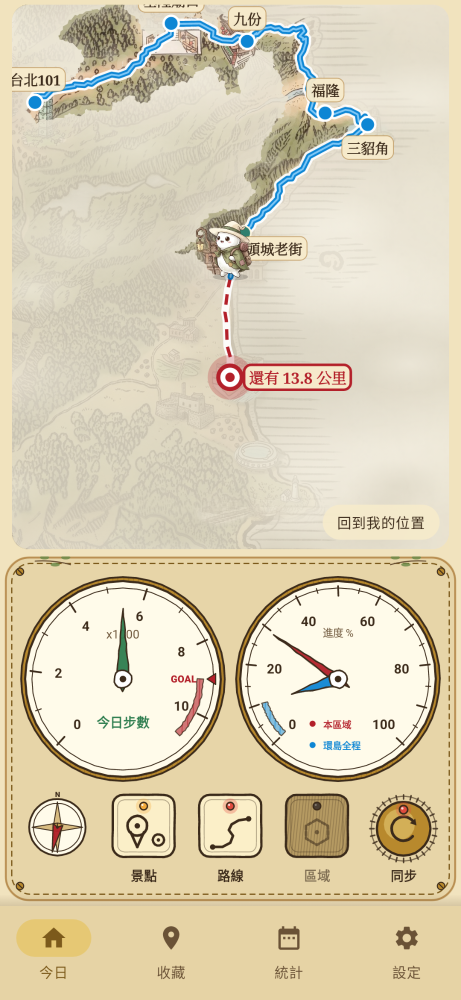 九份
台北101
福隆
三貂角
頭城老街
還有 13.8 公里
回到我的位置
0
2
4
6
8
10
GOAL
今日步數
0
20
40
60
80
100
進度 %
本區域
環島全程
N
景點
路線
區域
同步
今日
收藏
統計
設定